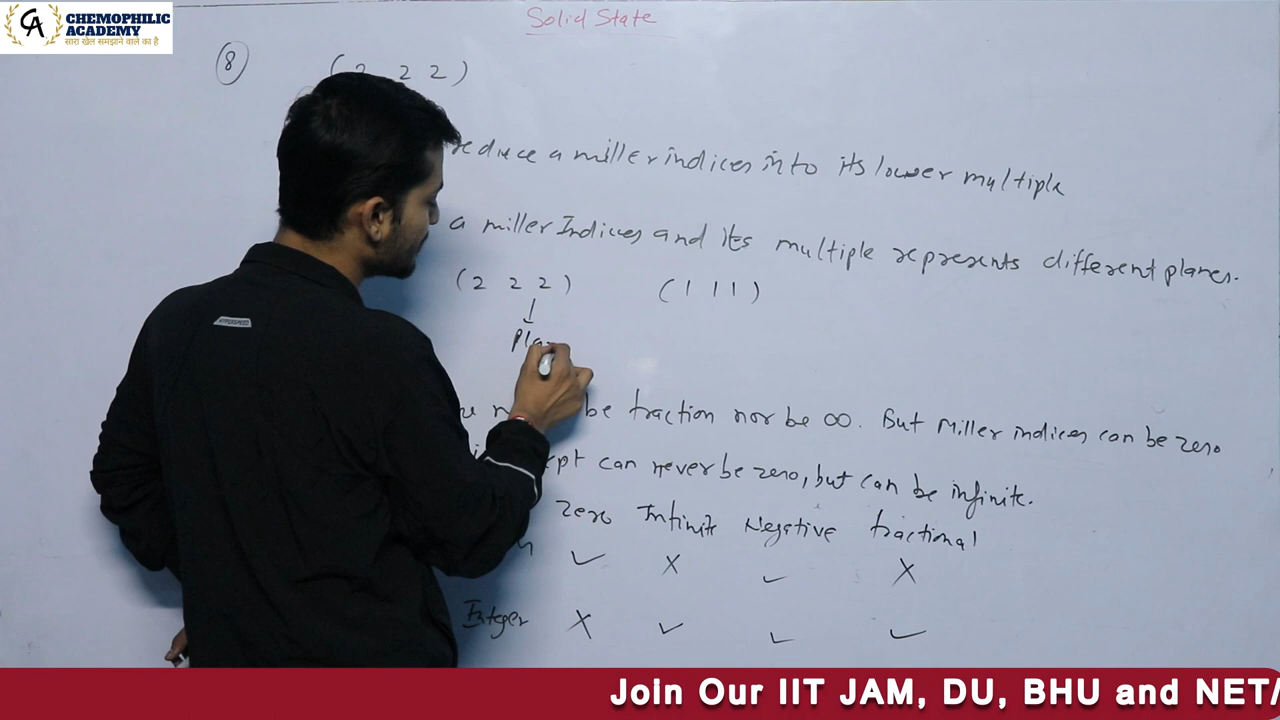 CA CHEMOPHILIC
ACADEMY
सारा खेल समझाने वाले का है
Solid State
8 ( 2 2 2 )
reduce a miller indices into its lower multiple
a miller Indices and its multiple represents different planes.
(2 2 2) (1 1 1)
Pla
be fraction nor be ∞. But Miller indices can be zero
can never be zero, but can be infinite.
zero Infinite Negative fractional
✓ X ✓ X
Integer X ✓ ✓ ✓
HYPERSPEED
Join Our IIT JAM, DU, BHU and NET/